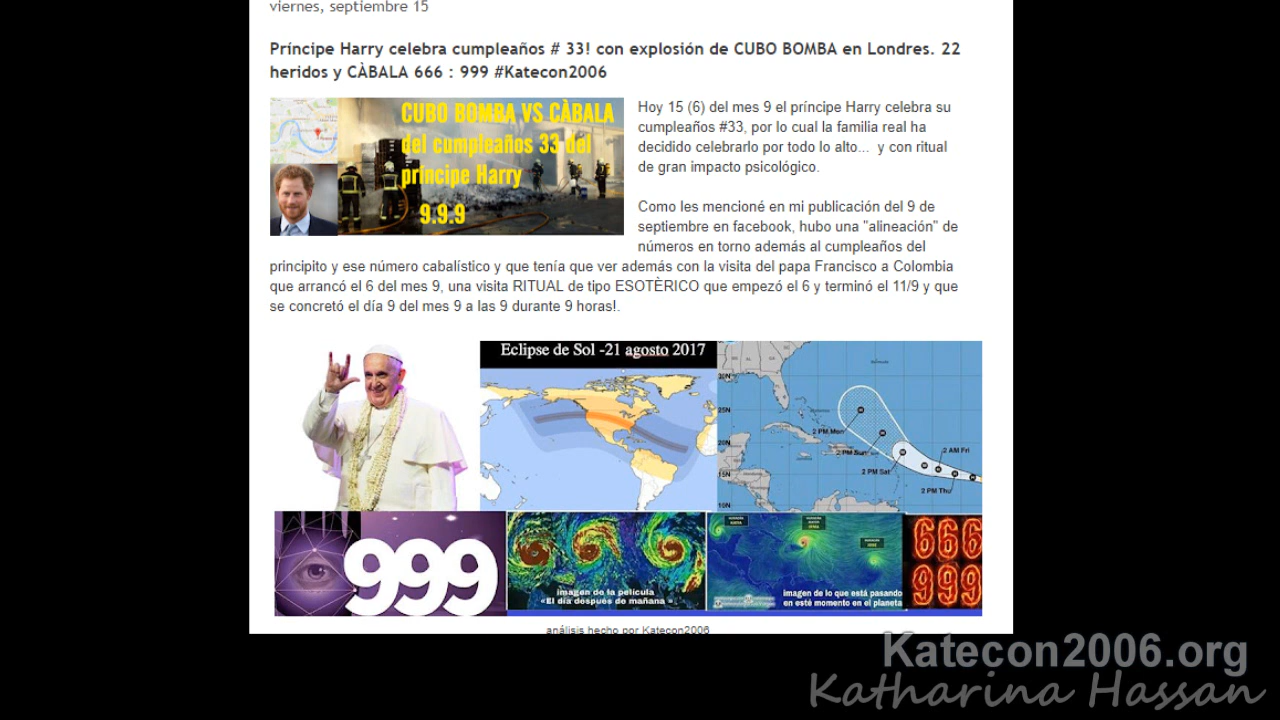 viernes, septiembre 15
Príncipe Harry celebra cumpleaños # 33! con explosión de CUBO BOMBA en Londres. 22
heridos y CÀBALA 666 : 999 #Katecon2006
CUBO BOMBA VS CÀBALA
del cumpleaños 33 del
príncipe Harry
9.9.9
Hoy 15 (6) del mes 9 el príncipe Harry celebra su
cumpleaños #33, por lo cual la familia real ha
decidido celebrarlo por todo lo alto... y con ritual
de gran impacto psicológico.
Como les mencioné en mi publicación del 9 de
septiembre en facebook, hubo una "alineación" de
números en torno además al cumpleaños del
principito y ese número cabalístico y que tenía que ver además con la visita del papa Francisco a Colombia
que arrancó el 6 del mes 9, una visita RITUAL de tipo ESOTÈRICO que empezó el 6 y terminó el 11/9 y que
se concretó el día 9 del mes 9 a las 9 durante 9 horas!.
Eclipse de Sol -21 agosto 2017
30N
25N
20N
15N
10N
2 PM Mon
2 PM Sun
2 PM Sat
2 AM Fri
2 PM Thu
999
imagen de la película
«El día después de mañana»
imagen de lo que está pasando
en esté momento en el planeta
666
999
análisis hecho por Katecon2006
Katecon2006.org
Katharina Hassan